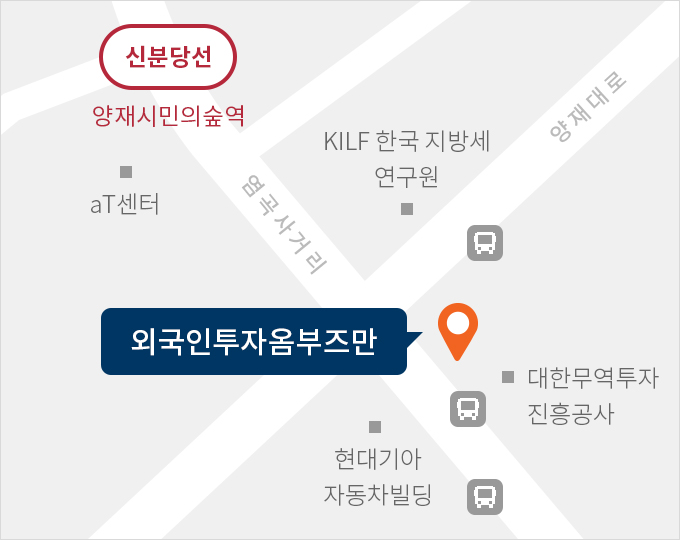 신분당선
양재시민의숲역
KILF 한국 지방세
연구원
양재대로
aT센터
염곡사거리
외국인투자옴부즈만
대한무역투자
진흥공사
현대기아
자동차빌딩